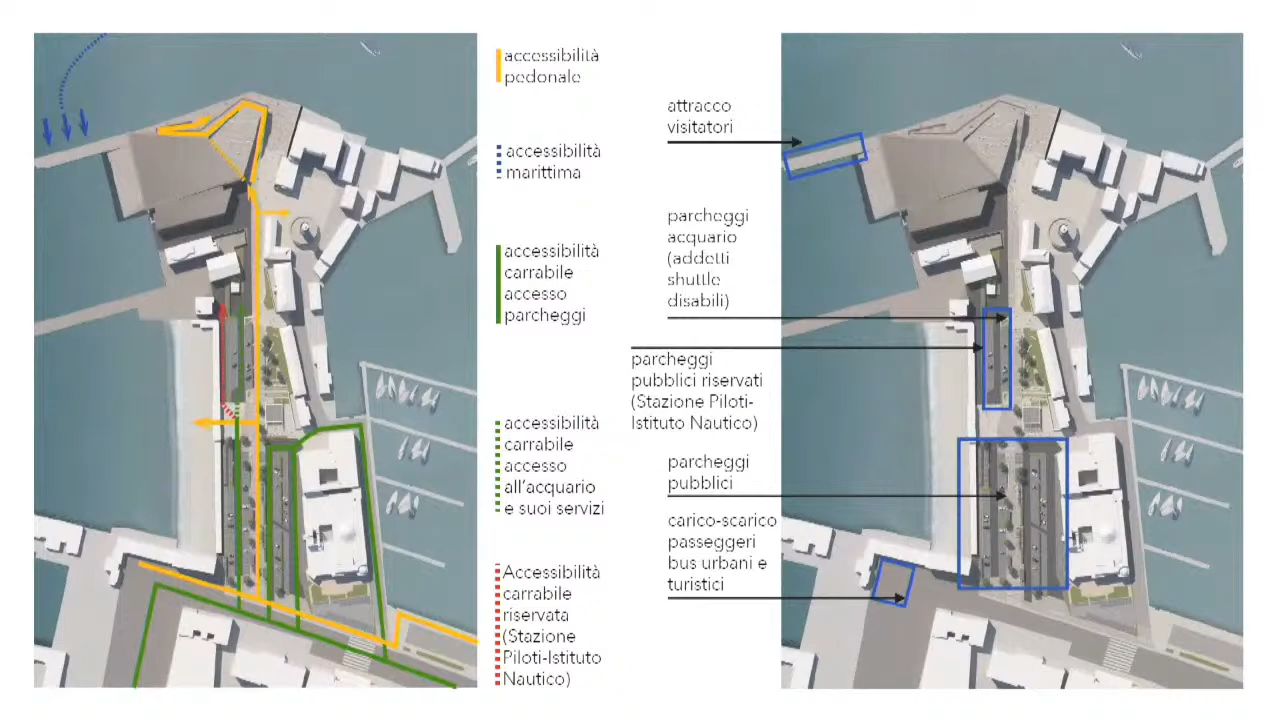 accessibilità
pedonale
accessibilità
marittima
accessibilità
carrabile
accesso
parcheggi
accessibilità
carrabile
accesso
all'acquario
e suoi servizi
Accessibilità
carrabile
riservata
(Stazione
Piloti-Istituto
Nautico)
attracco
visitatori
parcheggi
acquario
(addetti
shuttle
disabili)
parcheggi
pubblici riservati
(Stazione Piloti-
Istituto Nautico)
parcheggi
pubblici
carico-scarico
passeggeri
bus urbani e
turistici